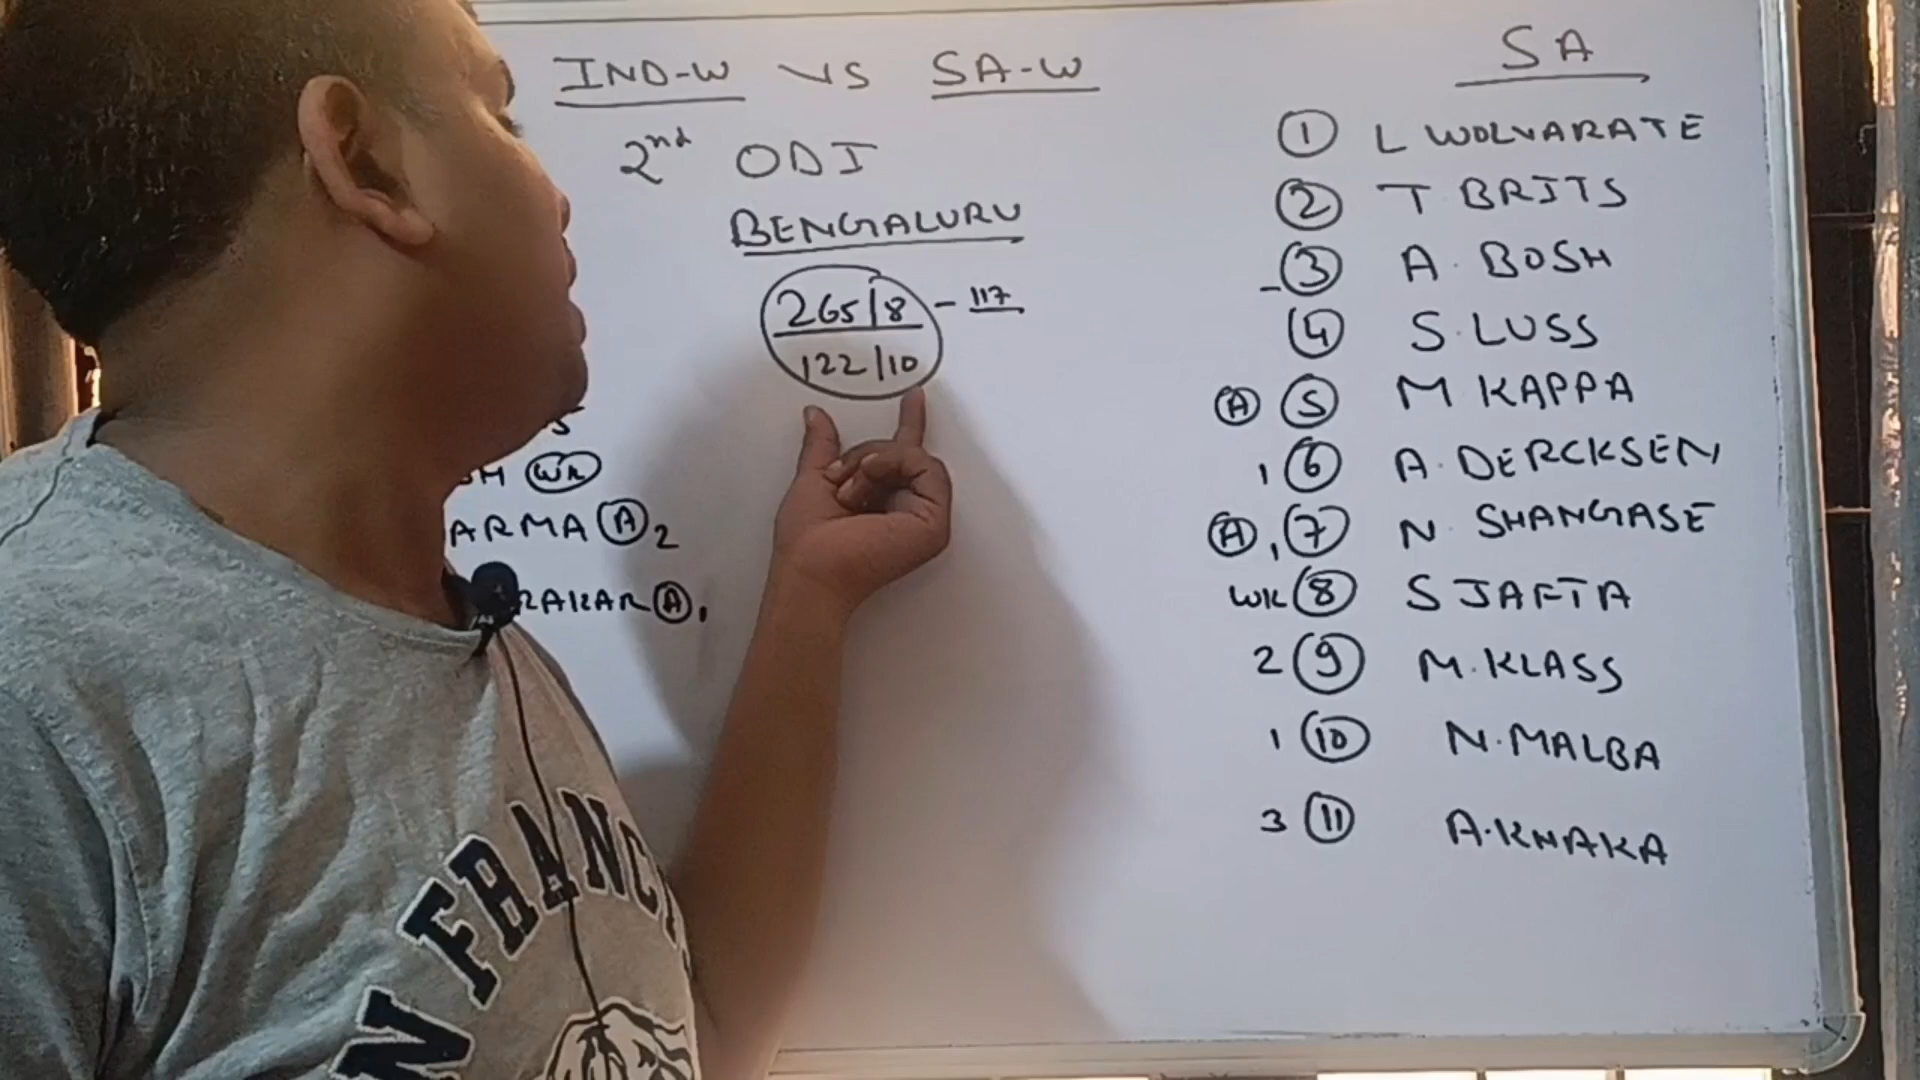 IND-W VS SA-W
2nd ODI
BENGALURU
265/8 - 117
122/10
WK
ARMA A 2
RAKAR A 1
SA
1 L WOLVARATE
2 T BRITS
- 3 A. BOSH
4 S. LUSS
A 5 M KAPPA
1 6 A. DERCKSEN
A, 1 7 N. SHANGASE
WK 8 S JAFTA
2 9 M. KLASS
1 10 N. MALBA
3 11 A. KHAKA
N FRANC